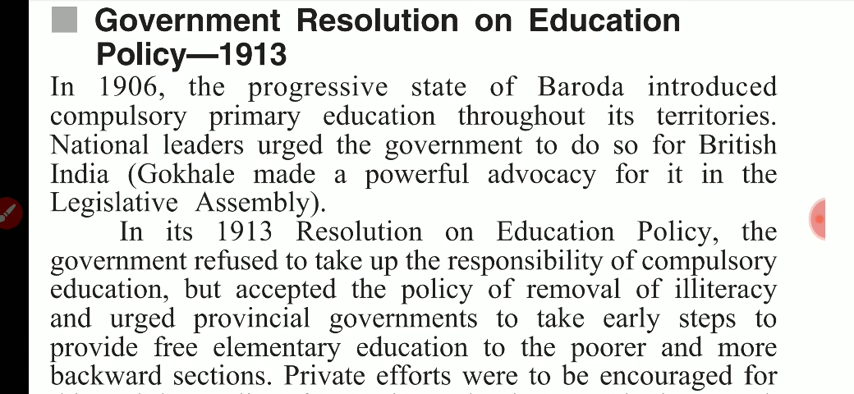 Government Resolution on Education
Policy—1913
In 1906, the progressive state of Baroda introduced
compulsory primary education throughout its territories.
National leaders urged the government to do so for British
India (Gokhale made a powerful advocacy for it in the
Legislative Assembly).
In its 1913 Resolution on Education Policy, the
government refused to take up the responsibility of compulsory
education, but accepted the policy of removal of illiteracy
and urged provincial governments to take early steps to
provide free elementary education to the poorer and more
backward sections. Private efforts were to be encouraged for